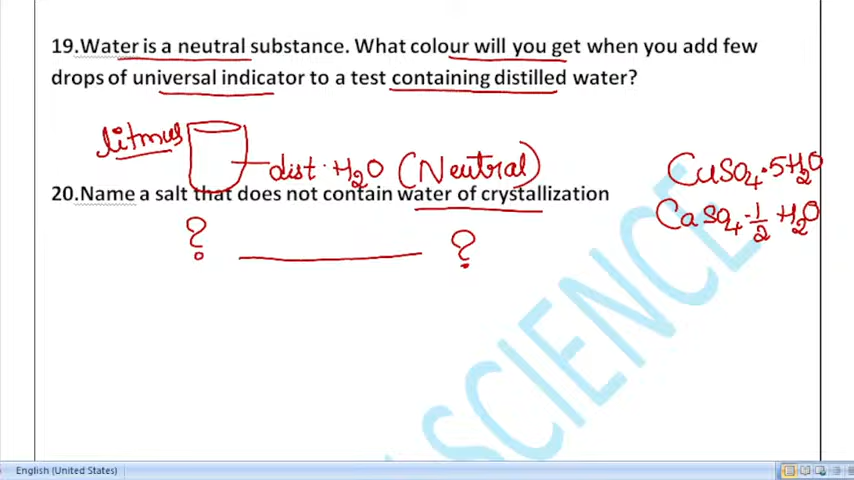 19.Water is a neutral substance. What colour will you get when you add few
drops of universal indicator to a test containing distilled water?
litmus
dist. H₂O (Neutral)
CuSO₄.5H₂O
20.Name a salt that does not contain water of crystallization
CaSO₄.½ H₂O
? ?
SCIENCE
English (United States)